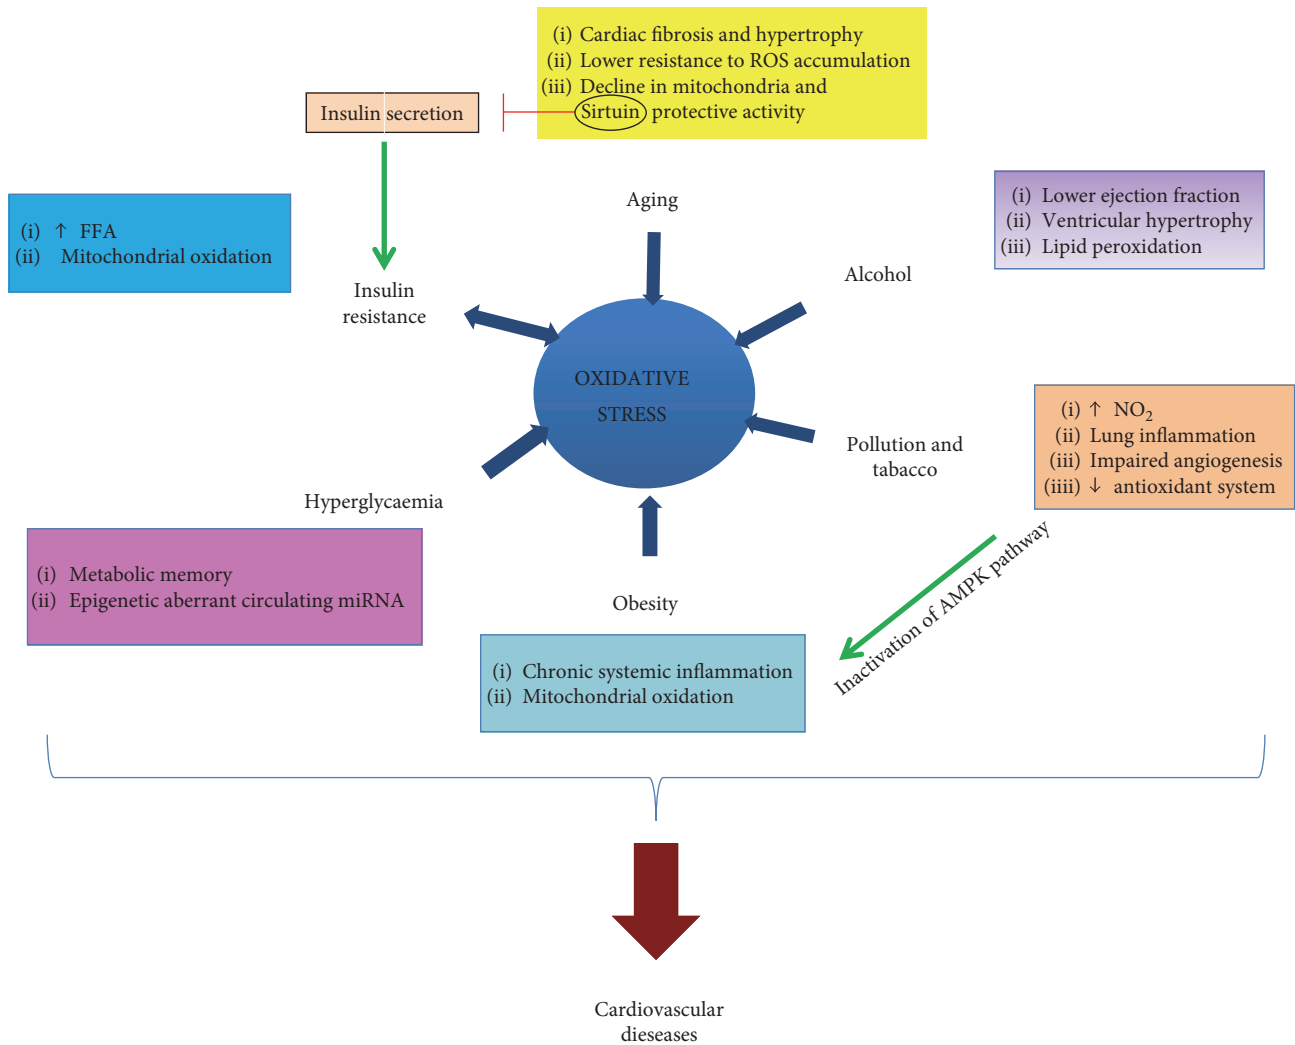 (i) Cardiac fibrosis and hypertrophy
(ii) Lower resistance to ROS accumulation
(iii) Decline in mitochondria and
Sirtuin protective activity
Insulin secretion
Aging
(i) Lower ejection fraction
(ii) Ventricular hypertrophy
(iii) Lipid peroxidation
(i) ↑ FFA
(ii) Mitochondrial oxidation
Alcohol
Insulin
resistance
OXIDATIVE
STRESS
(i) ↑ NO₂
(ii) Lung inflammation
(iii) Impaired angiogenesis
(iiii) ↓ antioxidant system
Pollution and
tabacco
Hyperglycaemia
(i) Metabolic memory
(ii) Epigenetic aberrant circulating miRNA
Obesity
Inactivation of AMPK pathway
(i) Chronic systemic inflammation
(ii) Mitochondrial oxidation
Cardiovascular
dieseases